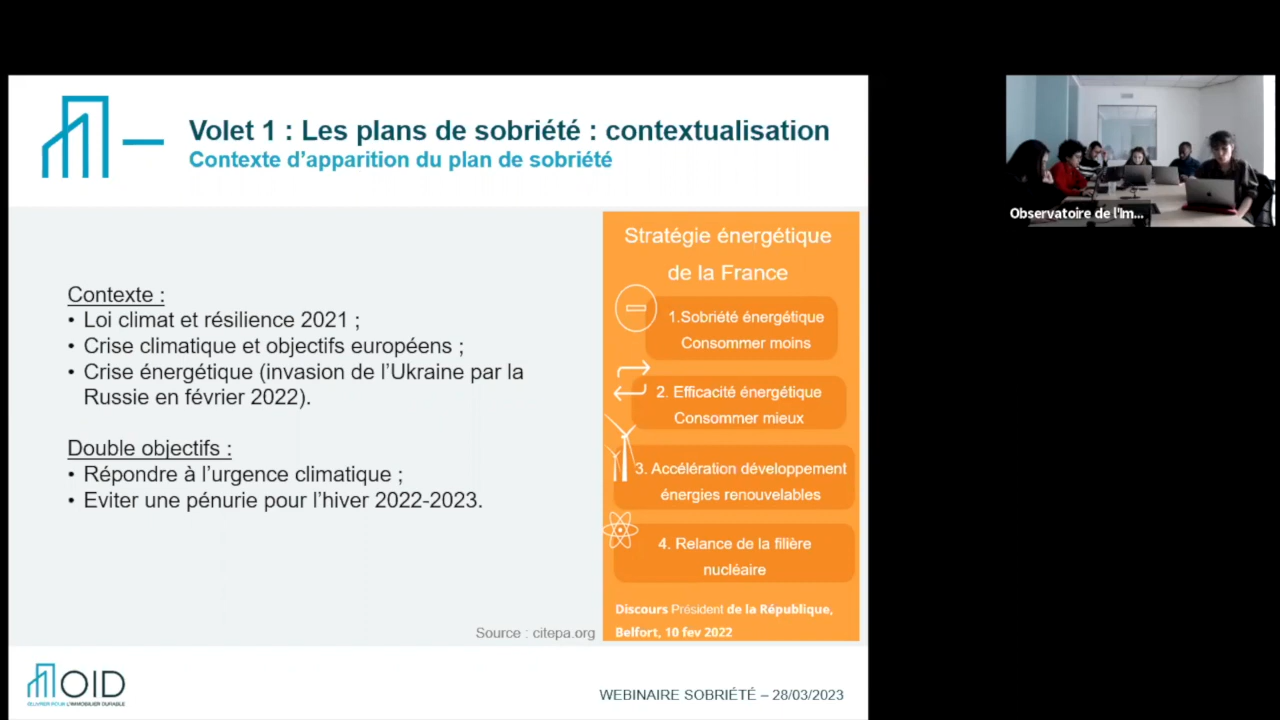 Volet 1 : Les plans de sobriété : contextualisation
Contexte d'apparition du plan de sobriété
Contexte :
• Loi climat et résilience 2021 ;
• Crise climatique et objectifs européens ;
• Crise énergétique (invasion de l'Ukraine par la
Russie en février 2022).
Double objectifs :
• Répondre à l'urgence climatique ;
• Eviter une pénurie pour l'hiver 2022-2023.
Source : citepa.org
Stratégie énergétique
de la France
1.Sobriété énergétique
Consommer moins
2. Efficacité énergétique
Consommer mieux
3. Accélération développement
énergies renouvelables
4. Relance de la filière
nucléaire
Discours Président de la République,
Belfort, 10 fev 2022
OID
ŒUVRER POUR L'IMMOBILIER DURABLE
WEBINAIRE SOBRIÉTÉ – 28/03/2023
Observatoire de l'Im...